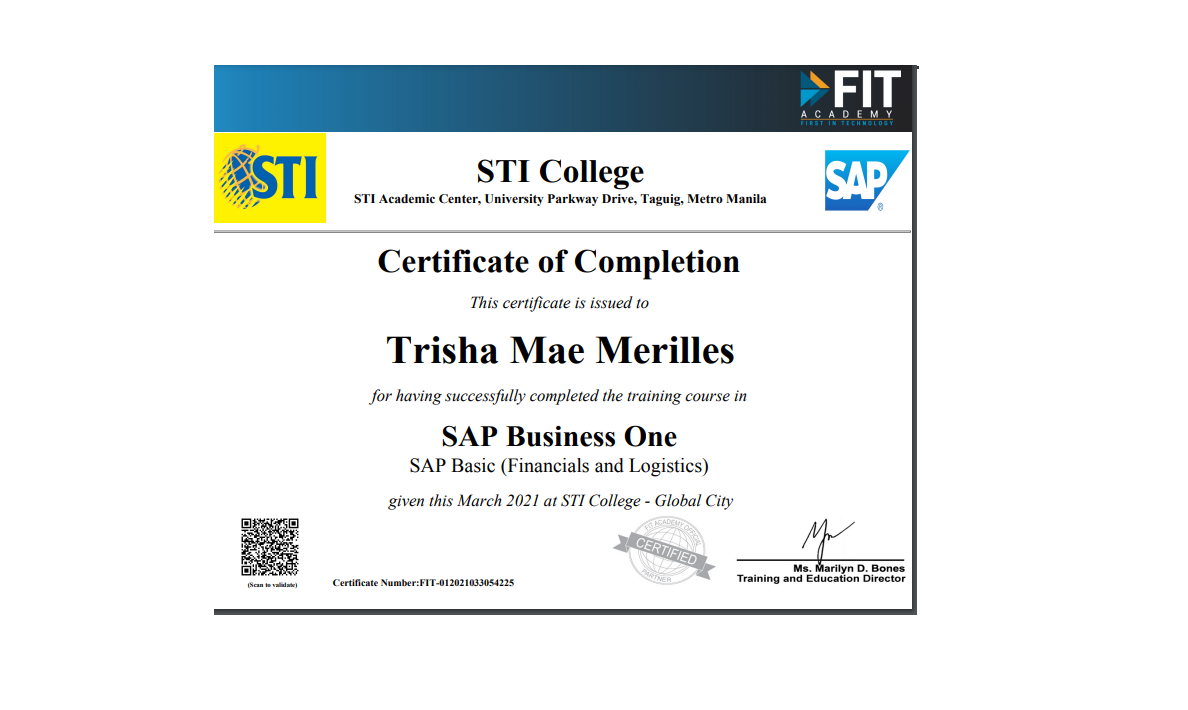 FIT
ACADEMY
FIRST IN TECHNOLOGY
STI
STI College
STI Academic Center, University Parkway Drive, Taguig, Metro Manila
SAP
®
Certificate of Completion
This certificate is issued to
Trisha Mae Merilles
for having successfully completed the training course in
SAP Business One
SAP Basic (Financials and Logistics)
given this March 2021 at STI College - Global City
(Scan to validate)
Certificate Number:FIT-012021033054225
FIT ACADEMY OFFICIAL
CERTIFIED
PARTNER
Ms. Marilyn D. Bones
Training and Education Director